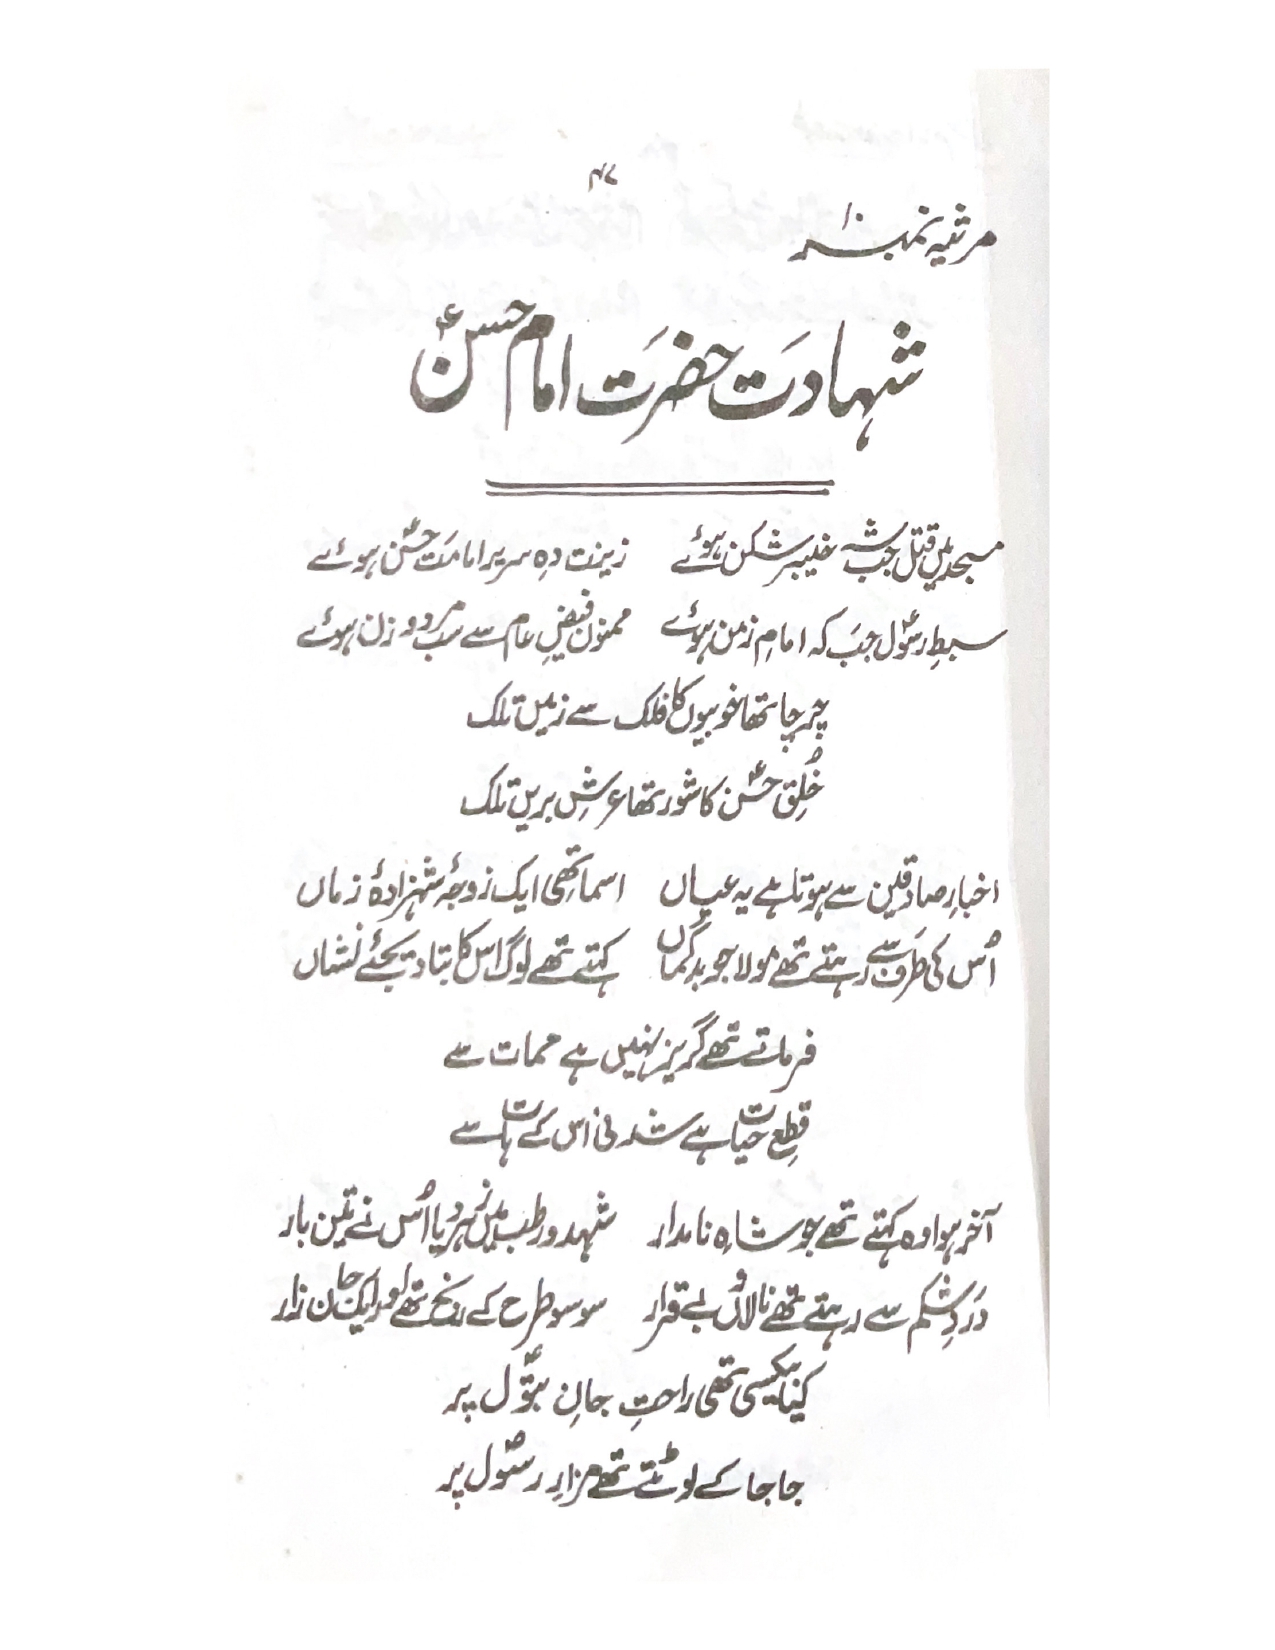 ۴۷
مرثیہ نمبر ۱۰
شہادت حضرت امام حسنؑ
مسجد میں قتل جب شہ خیبر شکن ہوئے زینت دہِ سریر امامت حسنؑ ہوئے
سبطِ رسولؐ جب کہ امامِ زمن ہوئے ممنون فیضِ عام سے سب مرد و زن ہوئے
چرچا تھا خوبیوں کا فلک سے زمیں تلک
خُلقِ حسنؑ کا شور تھا عرشِ بریں تلک
اخبارِ صادقین سے ہوتا ہے یہ عیاں اسما تھی ایک زوجۂ شہزادۂ زماں
اُس کی طرف سے رہتے تھے مولا جو بدگماں کہتے تھے لوگ اس کا بتا دیجئے نشاں
فرماتے تھے گریز نہیں ہے ممات سے
قطعِ حیات ہے شدنی اس کے ہات سے
آخر ہوا وہ کہتے تھے جو شاہِ نامدار شہد و رطب میں زہر دیا اُس نے تین بار
دَردِ شکم سے رہتے تھے نالاں و بے قرار سو سو طرح کے رنج تھے اور ایک جان زار
کیا بیکسی تھی راحتِ جانِ بتولؑ پر
جا جا کے لوٹتے تھے مزارِ رسولؐ پر